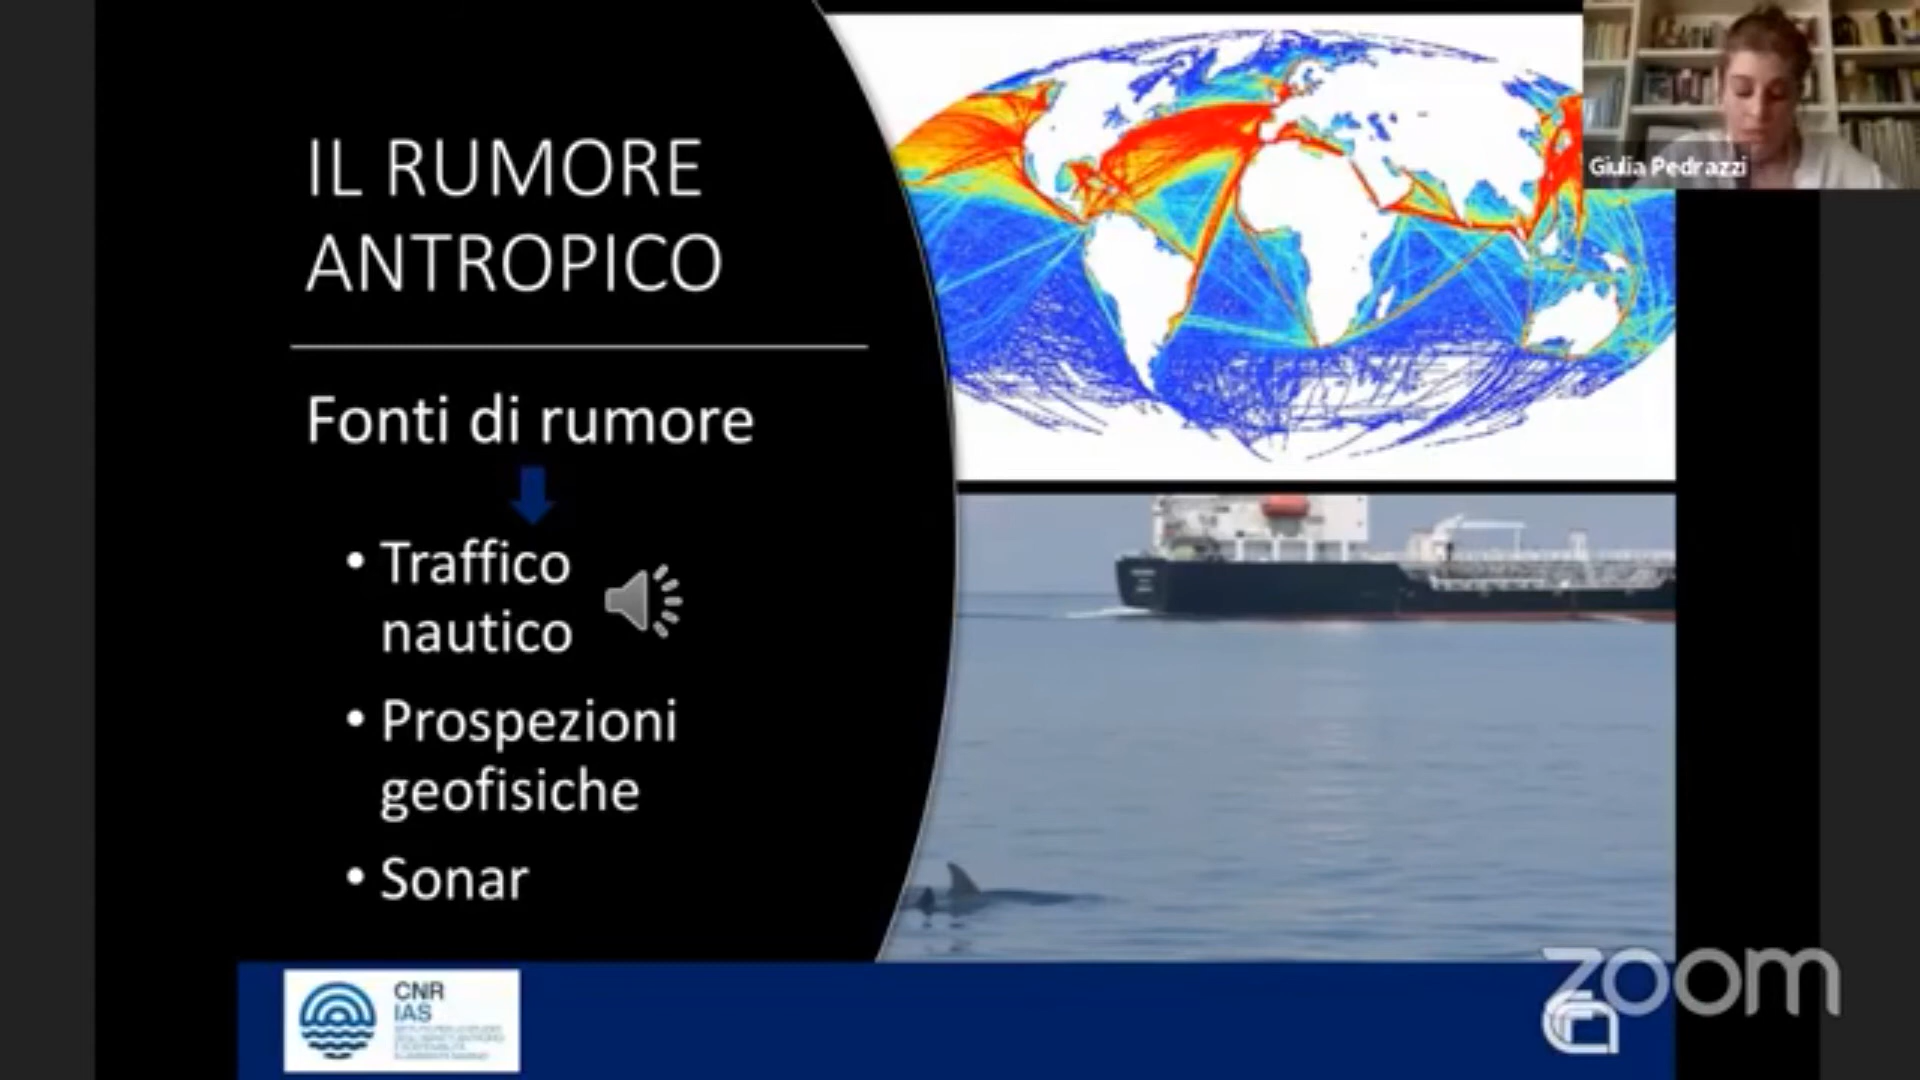 IL RUMORE
ANTROPICO
Fonti di rumore
• Traffico
nautico
• Prospezioni
geofisiche
• Sonar
Giulia Pedrazzi
CNR
IAS
zoom